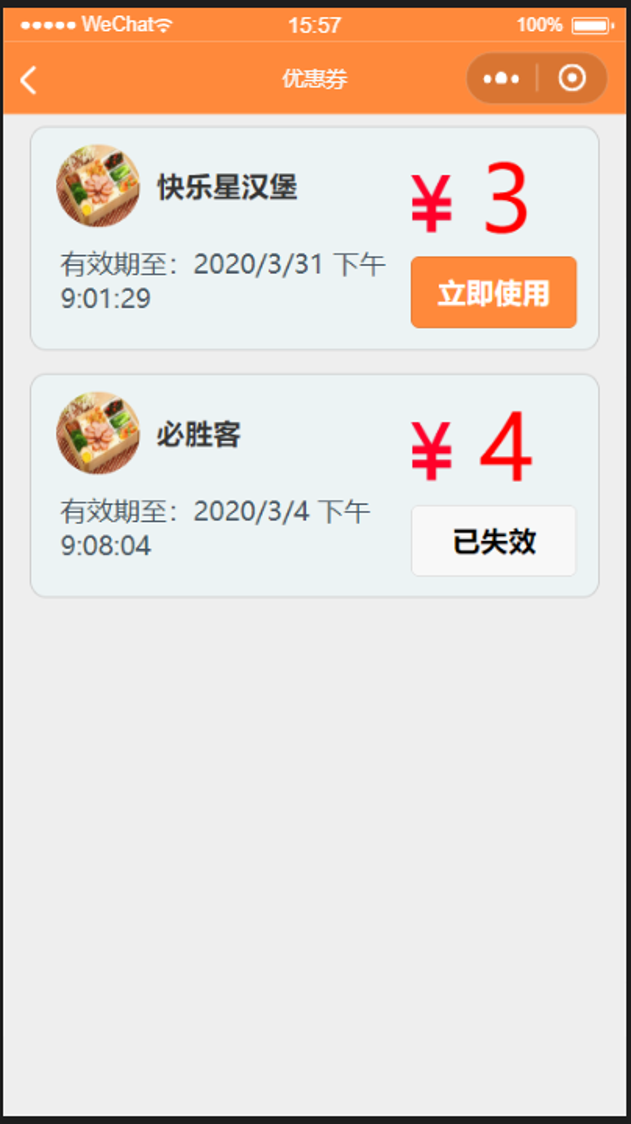 WeChat
15:57
100%
优惠券
快乐星汉堡
¥ 3
有效期至：2020/3/31 下午
9:01:29
立即使用
必胜客
¥ 4
有效期至：2020/3/4 下午
9:08:04
已失效